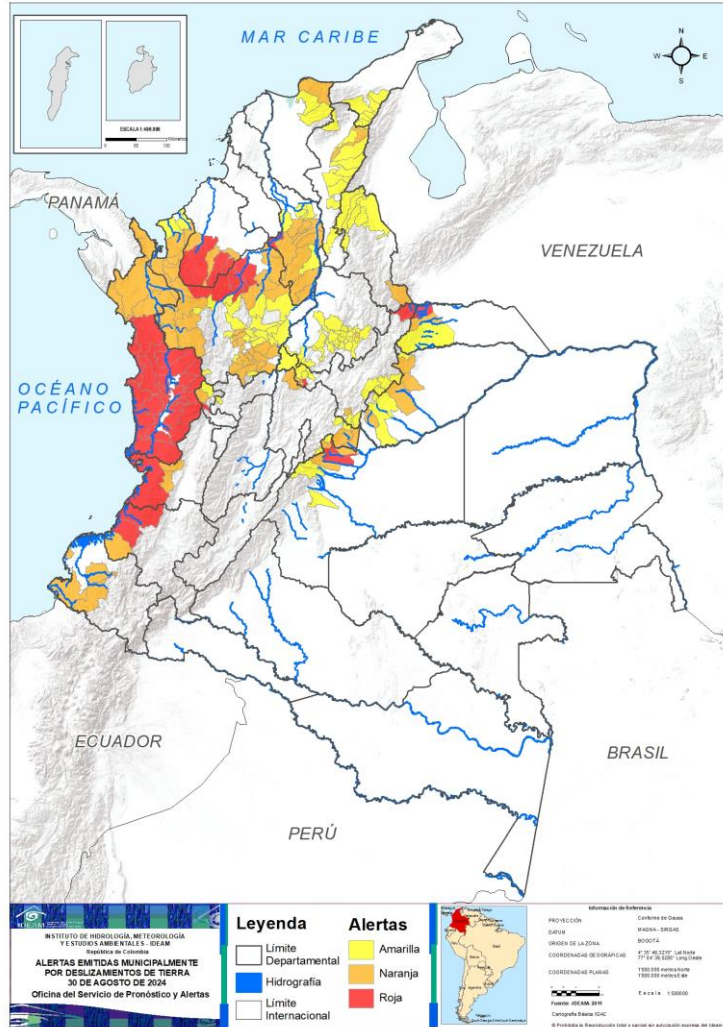 MAR CARIBE
N
W
E
S
PANAMÁ
VENEZUELA
OCÉANO
PACÍFICO
ECUADOR
BRASIL
PERÚ
IDEAM
INSTITUTO DE HIDROLOGÍA, METEOROLOGÍA
Y ESTUDIOS AMBIENTALES - IDEAM
República de Colombia
ALERTAS EMITIDAS MUNICIPALMENTE
POR DESLIZAMIENTOS DE TIERRA
30 DE AGOSTO DE 2024
Oficina del Servicio de Pronóstico y Alertas
Leyenda
Límite
Departamental
Hidrografía
Límite
Internacional
Alertas
Amarilla
Naranja
Roja
Información de Referencia
PROYECCIÓN
Conforme de Gauss
DATUM
MAGNA - SIRGAS
ORIGEN DE LA ZONA
BOGOTÁ
COORDENADAS GEOGRÁFICAS
COORDENADAS PLANAS
Cartografía Básica IGAC